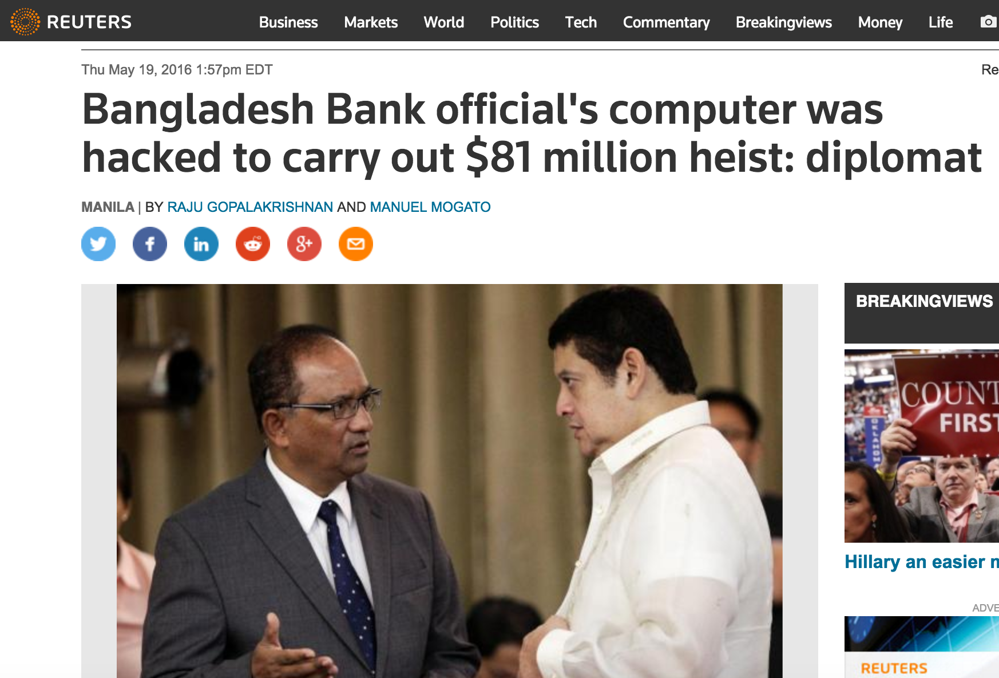 REUTERS
Business Markets World Politics Tech Commentary Breakingviews Money Life
Thu May 19, 2016 1:57pm EDT
Re
Bangladesh Bank official's computer was
hacked to carry out $81 million heist: diplomat
MANILA | BY RAJU GOPALAKRISHNAN AND MANUEL MOGATO
BREAKINGVIEWS
COUNT
FIRST
OKLAHOM
Hillary an easier
ADVE
REUTERS